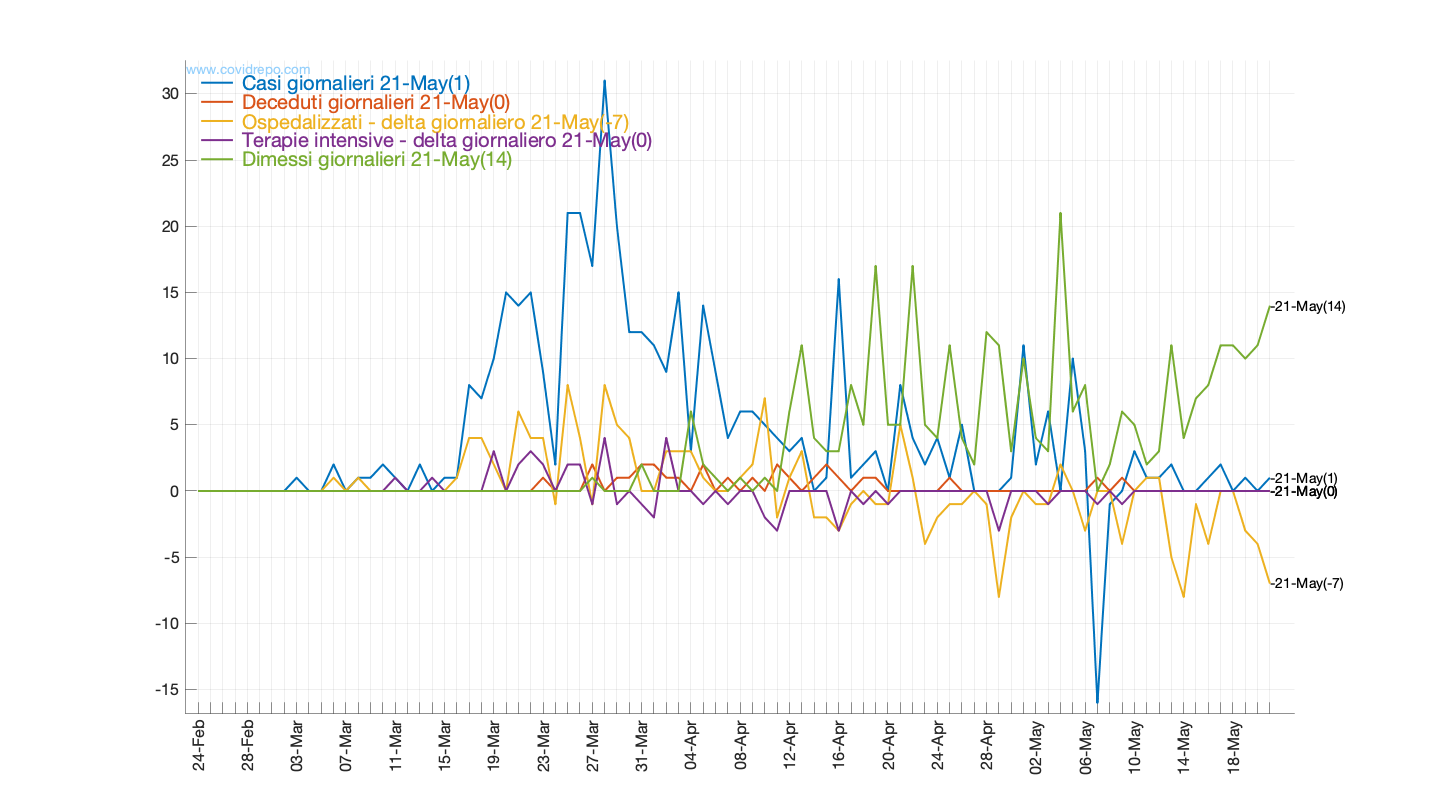 www.covidrepo.com
Casi giornalieri 21-May(1)
Deceduti giornalieri 21-May(0)
Ospedalizzati - delta giornaliero 21-May(-7)
Terapie intensive - delta giornaliero 21-May(0)
Dimessi giornalieri 21-May(14)
30
25
20
15
10
5
0
-5
-10
-15
-21-May(14)
-21-May(1)
-21-May(0)
-21-May(-7)
24-Feb
28-Feb
03-Mar
07-Mar
11-Mar
15-Mar
19-Mar
23-Mar
27-Mar
31-Mar
04-Apr
08-Apr
12-Apr
16-Apr
20-Apr
24-Apr
28-Apr
02-May
06-May
10-May
14-May
18-May